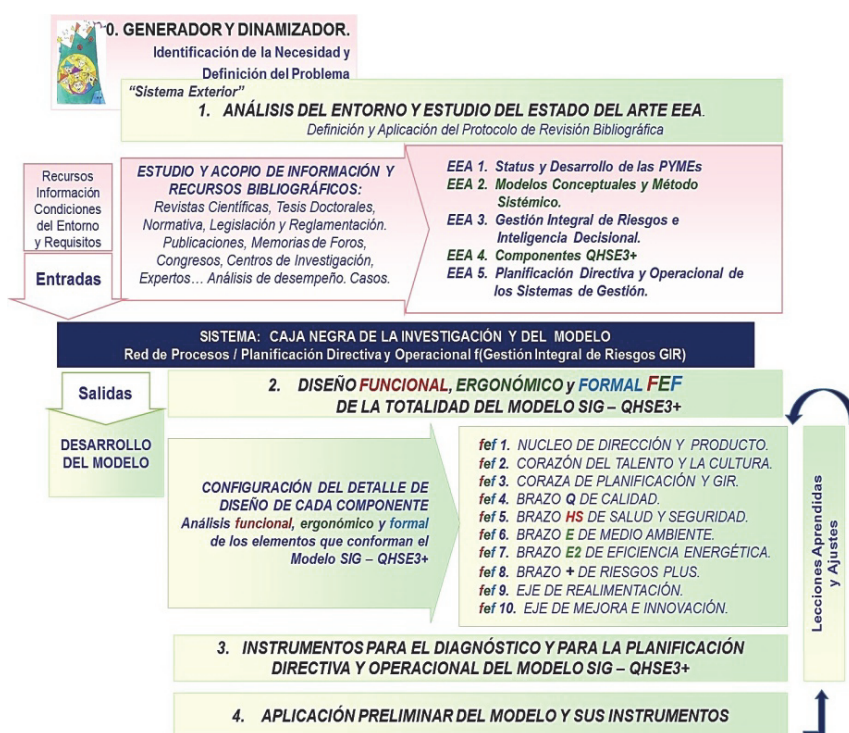 0. GENERADOR Y DINAMIZADOR.
Identificación de la Necesidad y
Definición del Problema
"Sistema Exterior"
1. ANÁLISIS DEL ENTORNO Y ESTUDIO DEL ESTADO DEL ARTE EEA.
Definición y Aplicación del Protocolo de Revisión Bibliográfica
Recursos
Información
Condiciones
del Entorno
y Requisitos
Entradas
ESTUDIO Y ACOPIO DE INFORMACIÓN Y
RECURSOS BIBLIOGRÁFICOS:
Revistas Científicas, Tesis Doctorales,
Normativa, Legislación y Reglamentación.
Publicaciones, Memorias de Foros,
Congresos, Centros de Investigación,
Expertos… Análisis de desempeño. Casos.
EEA 1. Status y Desarrollo de las PYMEs
EEA 2. Modelos Conceptuales y Método
Sistémico.
EEA 3. Gestión Integral de Riesgos e
Inteligencia Decisional.
EEA 4. Componentes QHSE3+
EEA 5. Planificación Directiva y Operacional de
los Sistemas de Gestión.
SISTEMA: CAJA NEGRA DE LA INVESTIGACIÓN Y DEL MODELO
Red de Procesos / Planificación Directiva y Operacional f(Gestión Integral de Riesgos GIR)
Salidas
DESARROLLO
DEL MODELO
2. DISEÑO FUNCIONAL, ERGONÓMICO y FORMAL FEF
DE LA TOTALIDAD DEL MODELO SIG – QHSE3+
CONFIGURACIÓN DEL DETALLE DE
DISEÑO DE CADA COMPONENTE
Análisis funcional, ergonómico y formal
de los elementos que conforman el
Modelo SIG – QHSE3+
fef 1. NUCLEO DE DIRECCIÓN Y PRODUCTO.
fef 2. CORAZÓN DEL TALENTO Y LA CULTURA.
fef 3. CORAZA DE PLANIFICACIÓN Y GIR.
fef 4. BRAZO Q DE CALIDAD.
fef 5. BRAZO HS DE SALUD Y SEGURIDAD.
fef 6. BRAZO E DE MEDIO AMBIENTE.
fef 7. BRAZO E2 DE EFICIENCIA ENERGÉTICA.
fef 8. BRAZO + DE RIESGOS PLUS.
fef 9. EJE DE REALIMENTACIÓN.
fef 10. EJE DE MEJORA E INNOVACIÓN.
Lecciones Aprendidas
y Ajustes
3. INSTRUMENTOS PARA EL DIAGNÓSTICO Y PARA LA PLANIFICACIÓN
DIRECTIVA Y OPERACIONAL DEL MODELO SIG – QHSE3+
4. APLICACIÓN PRELIMINAR DEL MODELO Y SUS INSTRUMENTOS